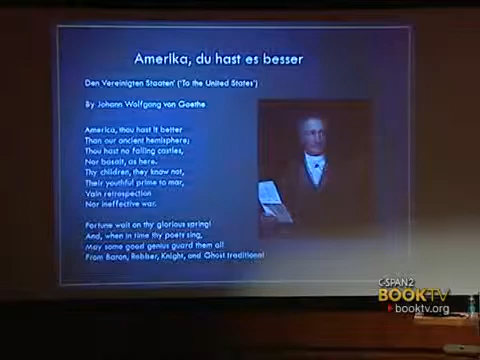 Amerika, du hast es besser
Den Vereinigten Staaten' ('To the United States')
By Johann Wolfgang von Goethe
America, thou hast it better
Than our ancient hemisphere;
Thou hast no falling castles,
Nor basalt, as here.
Thy children, they know not,
Their youthful prime to mar,
Vain retrospection
Nor ineffective war.
Fortune wait on thy glorious spring!
And, when in time thy poets sing,
May some good genius guard them all
From Baron, Robber, Knight, and Ghost traditional
C-SPAN2
BOOKTV
booktv.org